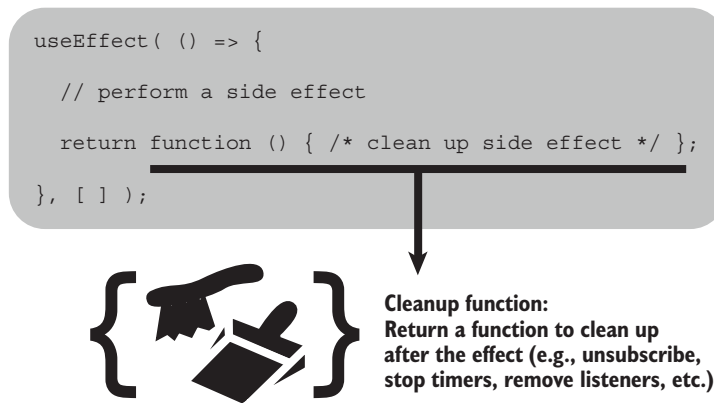 useEffect( () => {
// perform a side effect
return function () { /* clean up side effect */ };
}, [ ] );
{ }
Cleanup function:
Return a function to clean up
after the effect (e.g., unsubscribe,
stop timers, remove listeners, etc.)